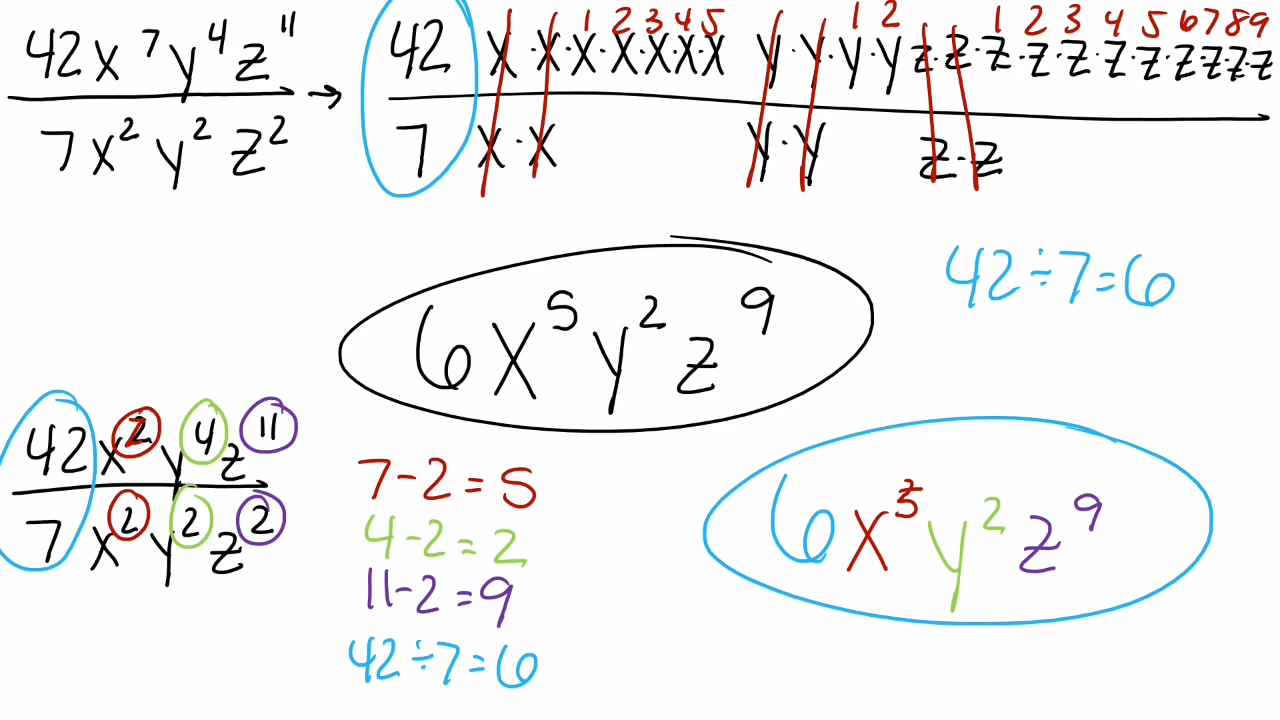 1 2 3 4 5 1 2 1 2 3 4 5 6 7 8 9
42x⁷y⁴z¹¹ → 42 x·x·x·x·x·x·x y·y·y·y z·z·z·z·z·z·z·z·z·z·z
7x²y²z² 7 x·x y·y z·z
42÷7=6
6x⁵y²z⁹
42x y⁴z¹¹
7x²y²z²
7-2=5
4-2=2
11-2=9
42÷7=6
6x⁵y²z⁹